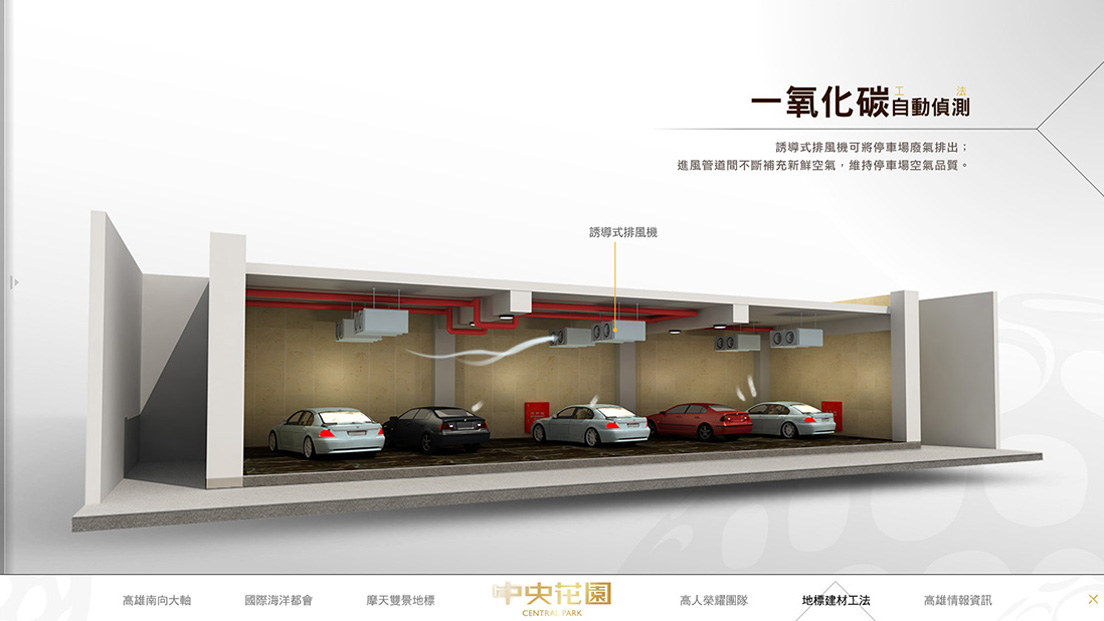 工法
一氧化碳自動偵測
誘導式排風機可將停車場廢氣排出；
進風管道間不斷補充新鮮空氣，維持停車場空氣品質。
誘導式排風機
高雄南向大軸
國際海洋都會
摩天雙景地標
中央花園
CENTRAL PARK
高人榮耀團隊
地標建材工法
高雄情報資訊